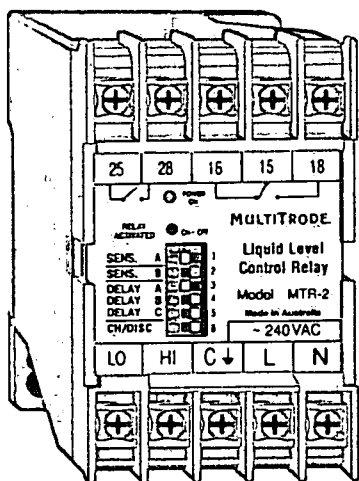 25 28 16 15 18
POWER ON
MULTITRODE
RELAY ACTIVATED
ON - OFF
Liquid Level
Control Relay
Model MTR-2
Made in Australia
~ 240VAC
SENS. A 1
SENS. B 2
DELAY A 3
DELAY B 4
DELAY C 5
CH/DISC 6
LO HI C L N